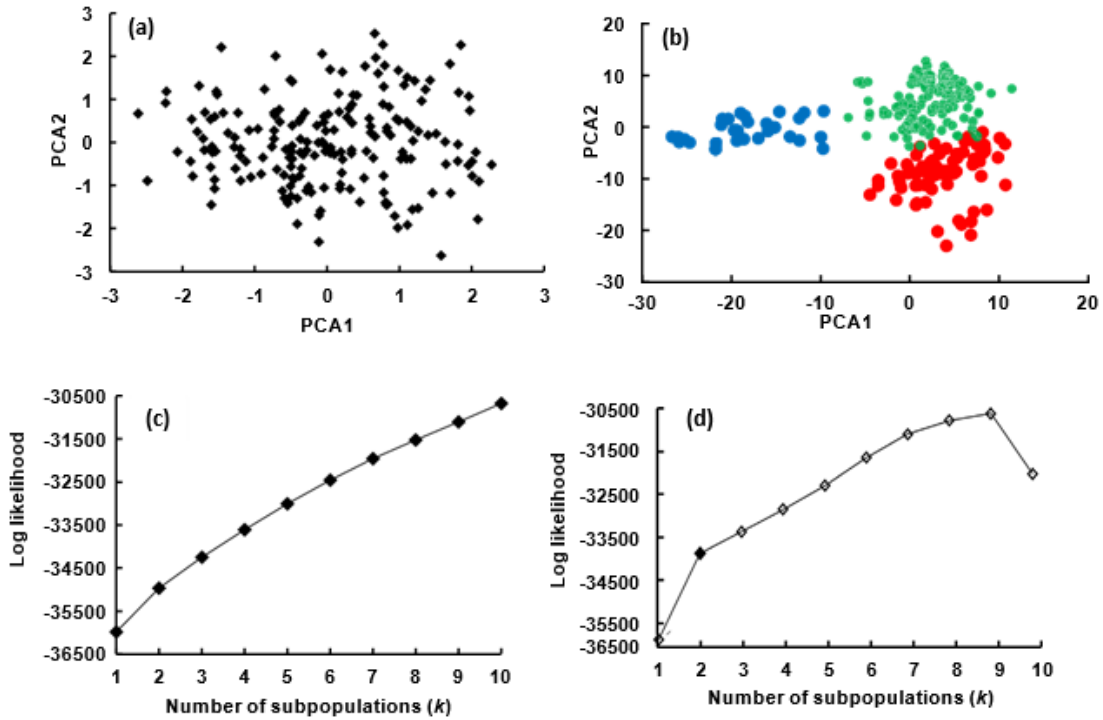 (a)
3
2
1
0
-1
-2
-3
PCA2
-3 -2 -1 0 1 2 3
PCA1
(b)
20
10
0
-10
-20
-30
PCA2
-30 -20 -10 0 10 20
PCA1
(c)
-30500
-31500
-32500
-33500
-34500
-35500
-36500
Log likelihood
1 2 3 4 5 6 7 8 9 10
Number of subpopulations (k)
(d)
-30500
-31500
-32500
-33500
-34500
-35500
-36500
Log likelihood
1 2 3 4 5 6 7 8 9 10
Number of subpopulations (k)